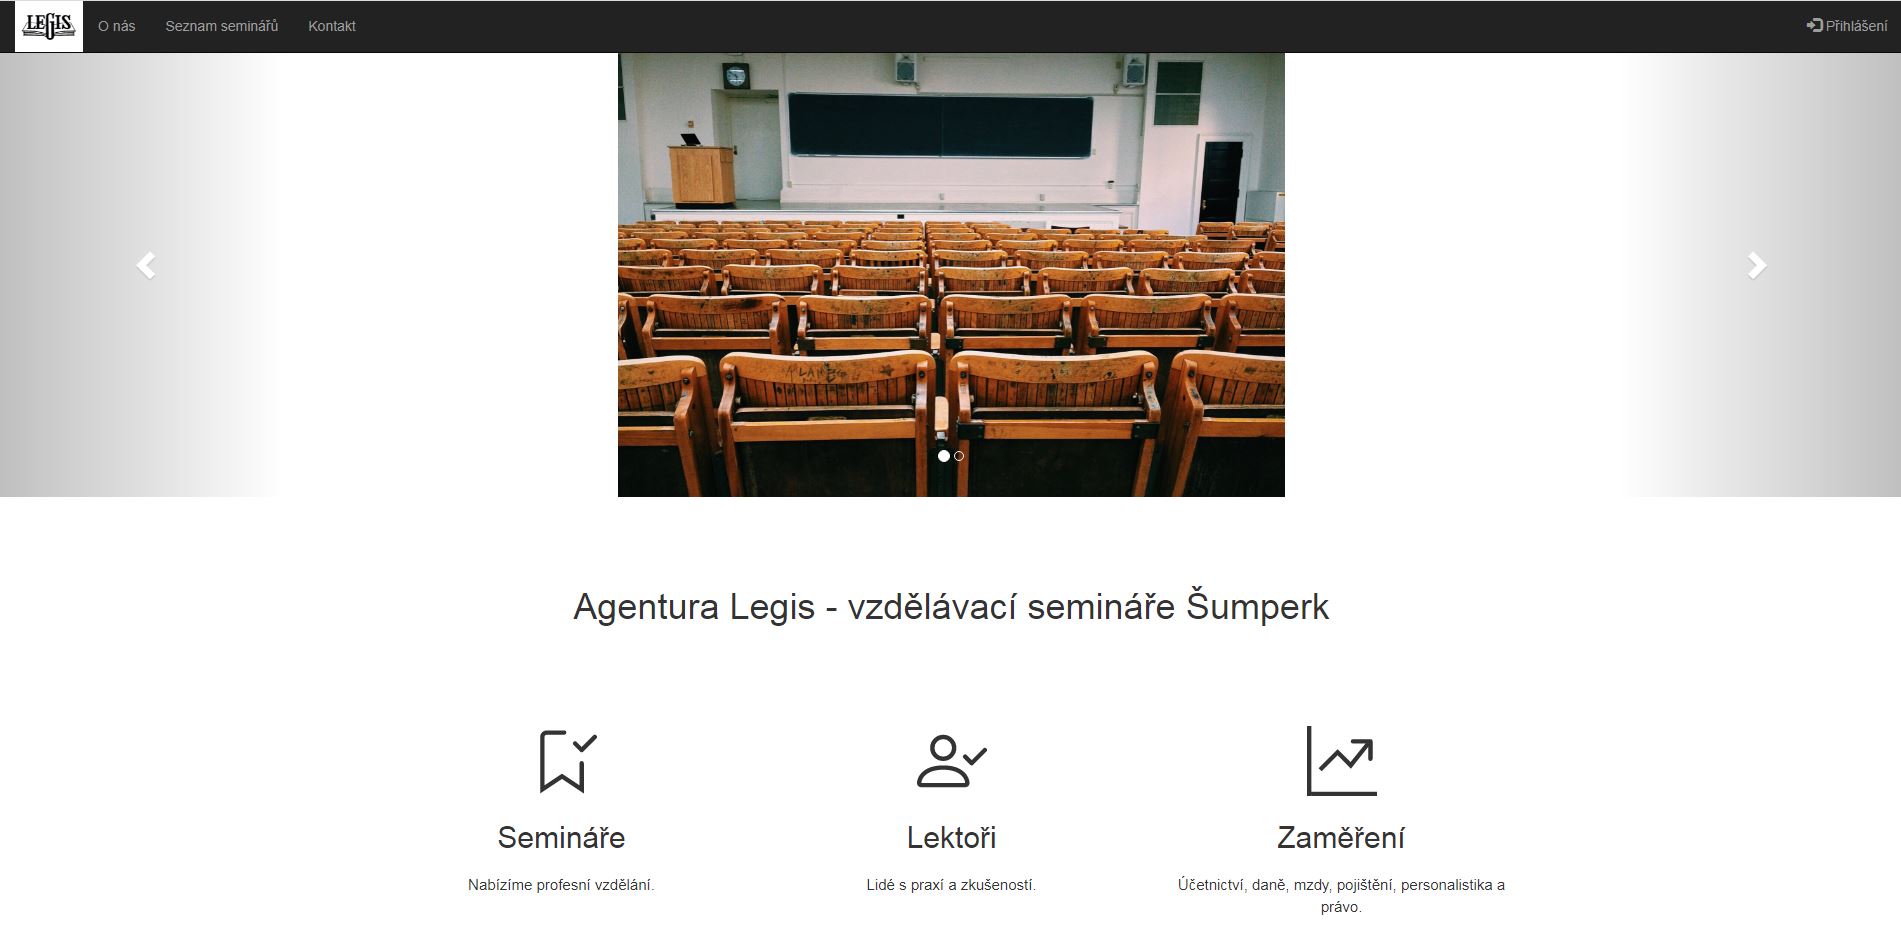 LEGIS
O nás
Seznam seminářů
Kontakt
Přihlášení
Agentura Legis - vzdělávací semináře Šumperk
Semináře
Lektoři
Zaměření
Nabízíme profesní vzdělání.
Lidé s praxí a zkušeností.
Účetnictví, daně, mzdy, pojištění, personalistika a
právo.